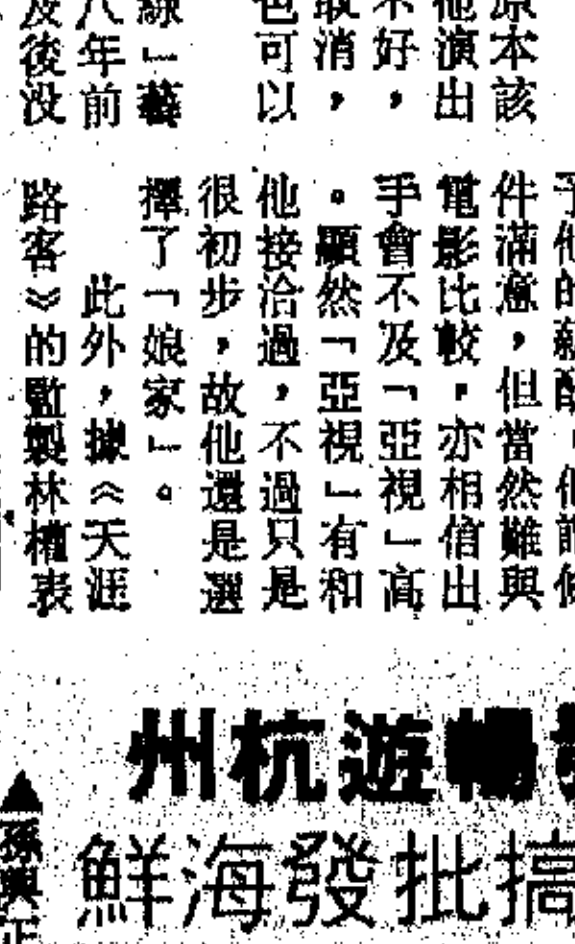 原本該
他演出
不好，
取消，
也可以
綠」藝
八年前
及後没
件滿意，但當然難與
電影比較，亦相信出
手會不及「亞視」高
。顯然「亞視」有和
他接洽過，不過只是
很初步，故他還是選
擇了「娘家」。
此外，據《天涯
路客》的監製林權表
暢遊杭州
搞批發海鮮
▲孫興